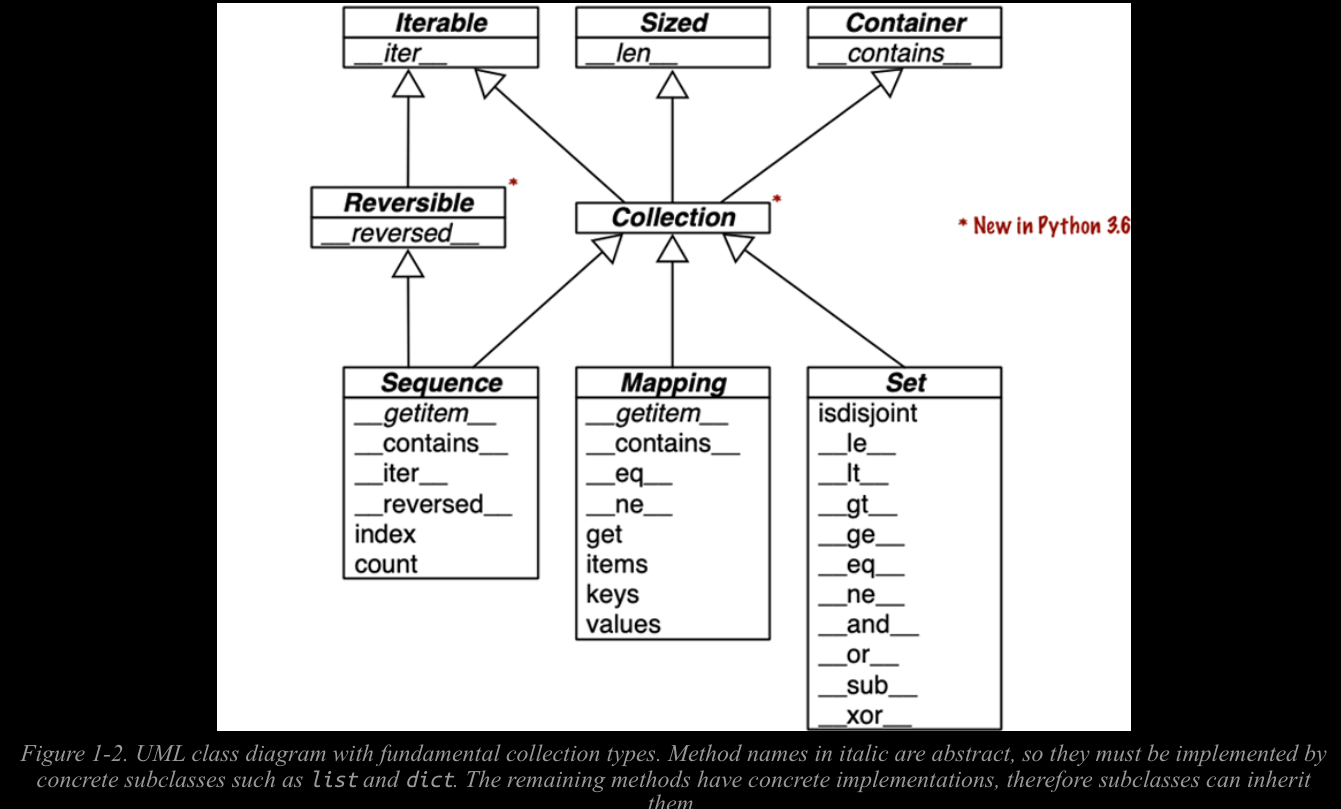 Iterable
__iter__
Sized
__len__
Container
__contains__
Reversible
*
__reversed__
Collection
*
* New in Python 3.6
Sequence
__getitem__
__contains__
__iter__
__reversed__
index
count
Mapping
__getitem__
__contains__
__eq__
__ne__
get
items
keys
values
Set
isdisjoint
__le__
__lt__
__gt__
__ge__
__eq__
__ne__
__and__
__or__
__sub__
__xor__
Figure 1-2. UML class diagram with fundamental collection types. Method names in italic are abstract, so they must be implemented by
concrete subclasses such as list and dict. The remaining methods have concrete implementations, therefore subclasses can inherit
them